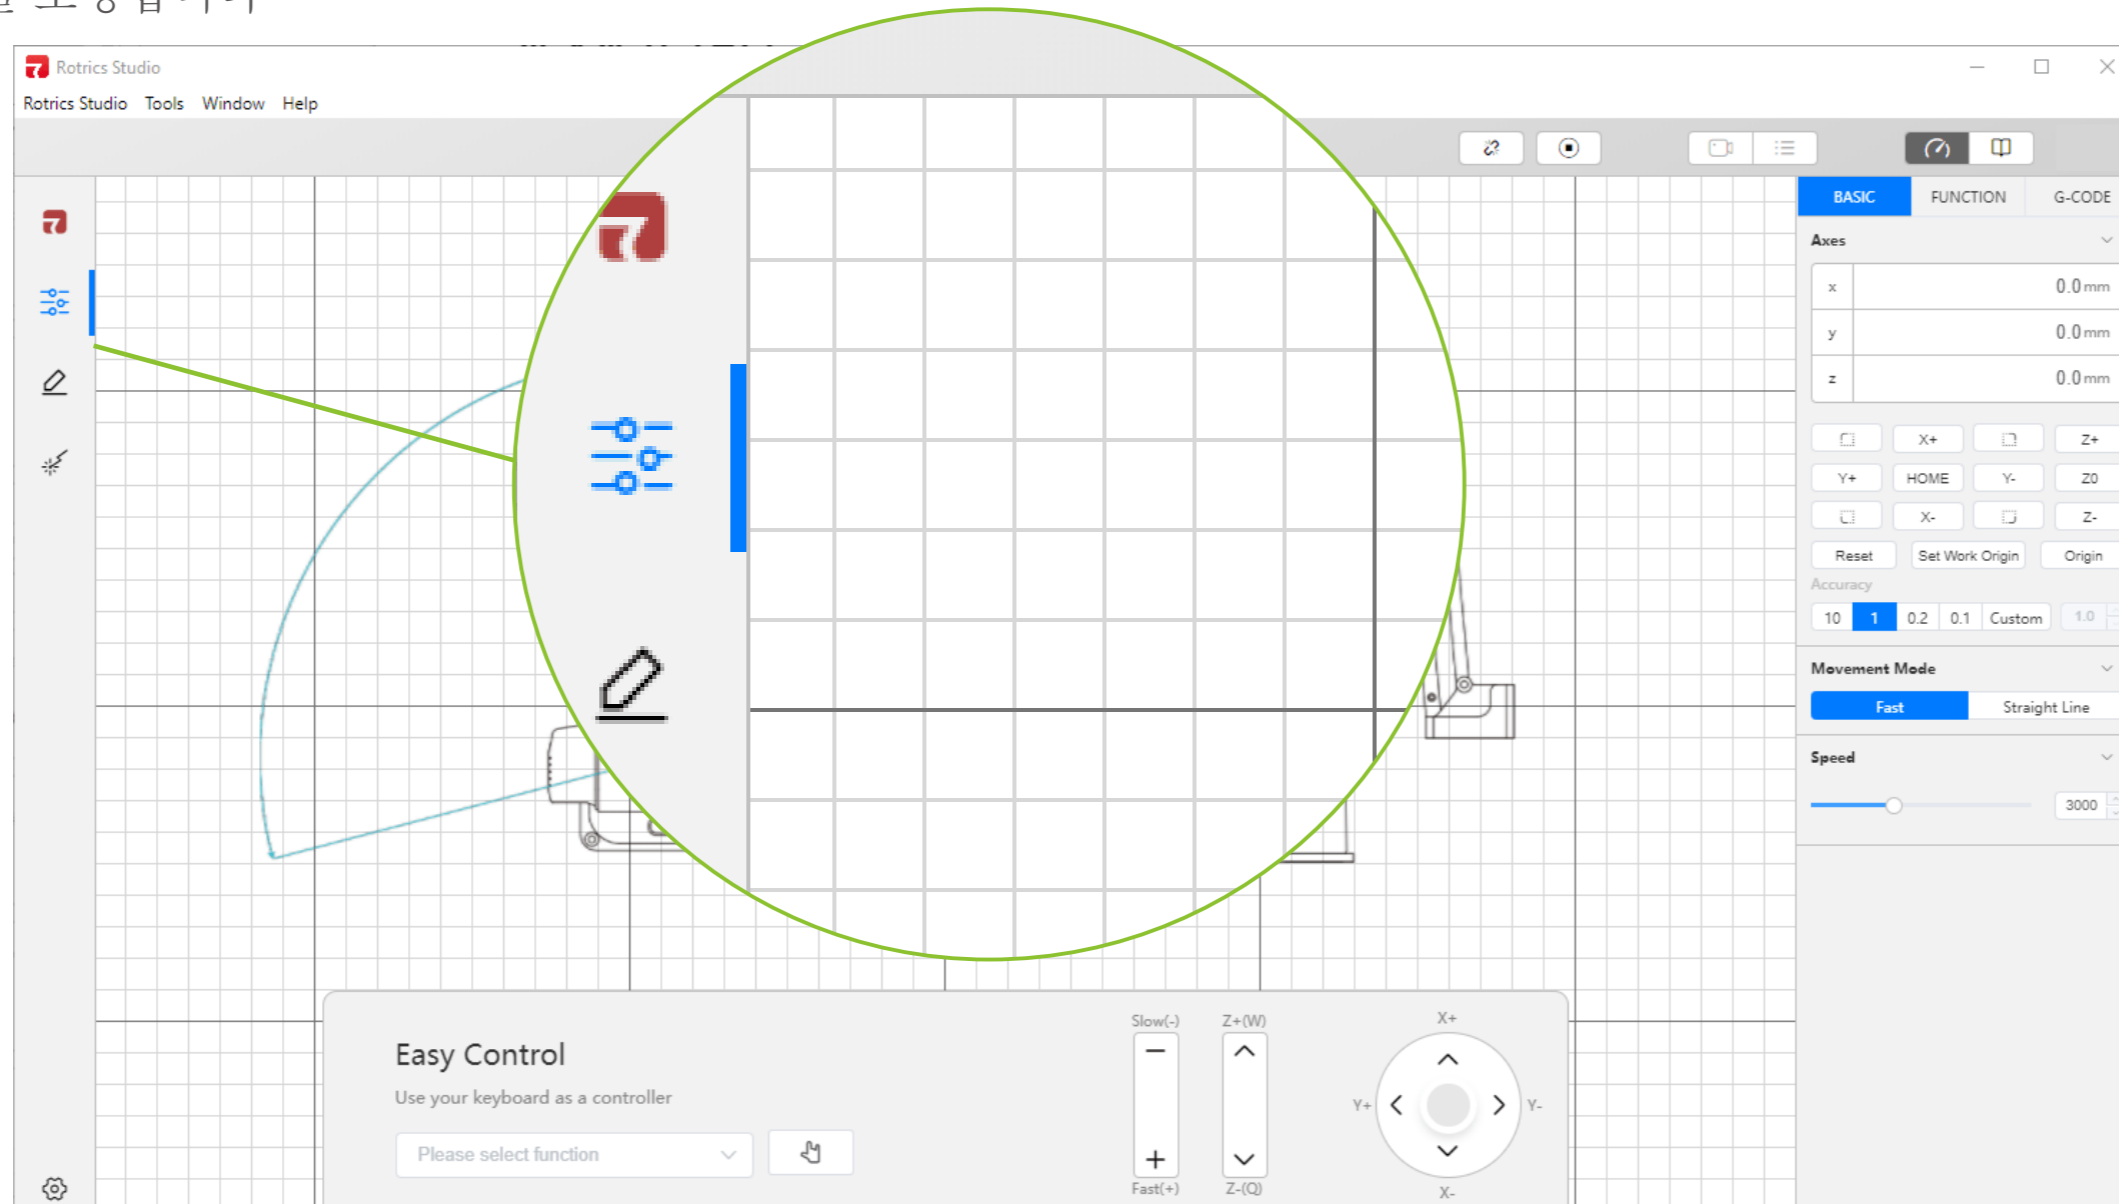 Rotrics Studio
Rotrics Studio Tools Window Help
BASIC FUNCTION G-CODE
Axes
x 0.0 mm
y 0.0 mm
z 0.0 mm
X+ Z+
Y+ HOME Y- Z0
X- Z-
Reset Set Work Origin Origin
Accuracy
10 1 0.2 0.1 Custom 1.0
Movement Mode
Fast Straight Line
Speed
3000
Easy Control
Use your keyboard as a controller
Please select function
Slow(-) Z+(W) X+
Y+ Y-
Fast(+) Z-(Q) X-